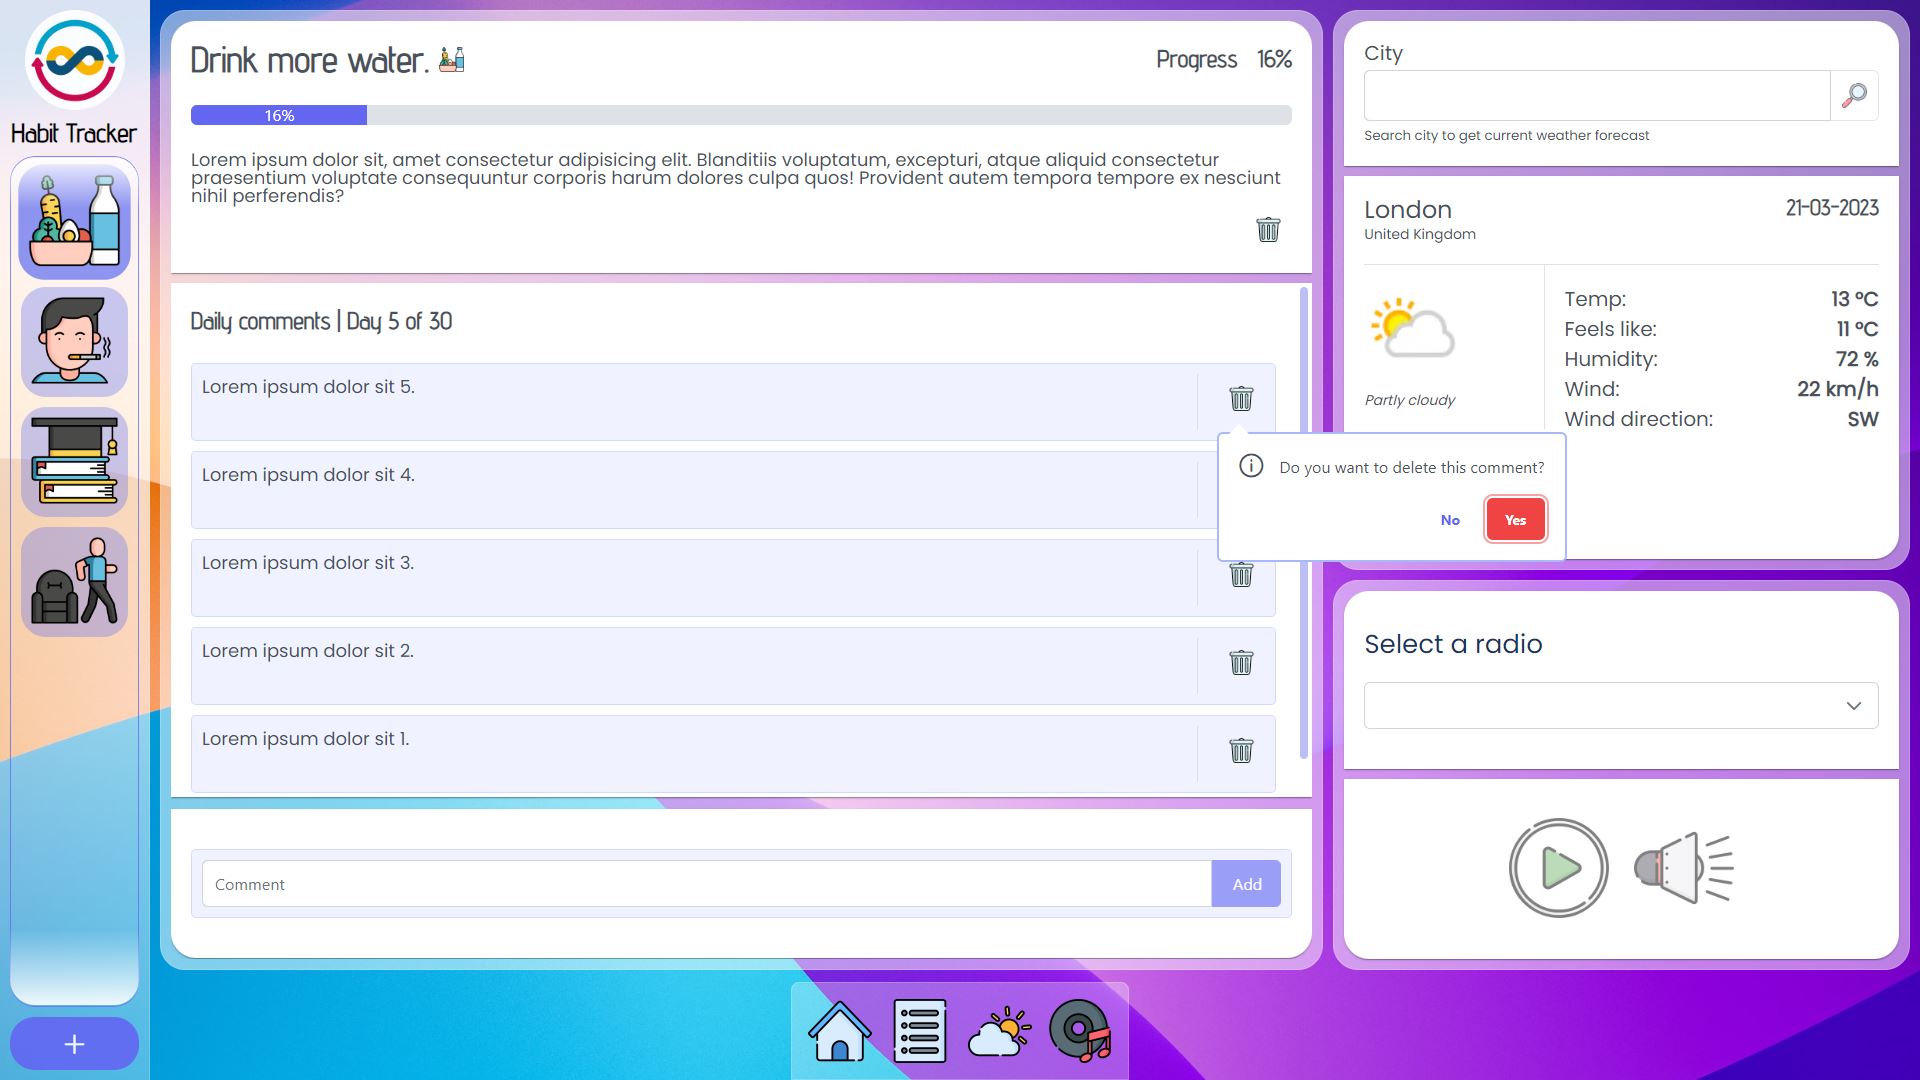 Habit Tracker
+
Drink more water.
Progress 16%
16%
Lorem ipsum dolor sit, amet consectetur adipisicing elit. Blanditiis voluptatum, excepturi, atque aliquid consectetur
praesentium voluptate consequuntur corporis harum dolores culpa quos! Provident autem tempora tempore ex nesciunt
nihil perferendis?
Daily comments | Day 5 of 30
Lorem ipsum dolor sit 5.
Lorem ipsum dolor sit 4.
Lorem ipsum dolor sit 3.
Lorem ipsum dolor sit 2.
Lorem ipsum dolor sit 1.
Do you want to delete this comment?
No Yes
Comment Add
City
Search city to get current weather forecast
London 21-03-2023
United Kingdom
Partly cloudy
Temp: 13 ºC
Feels like: 11 ºC
Humidity: 72 %
Wind: 22 km/h
Wind direction: SW
Select a radio